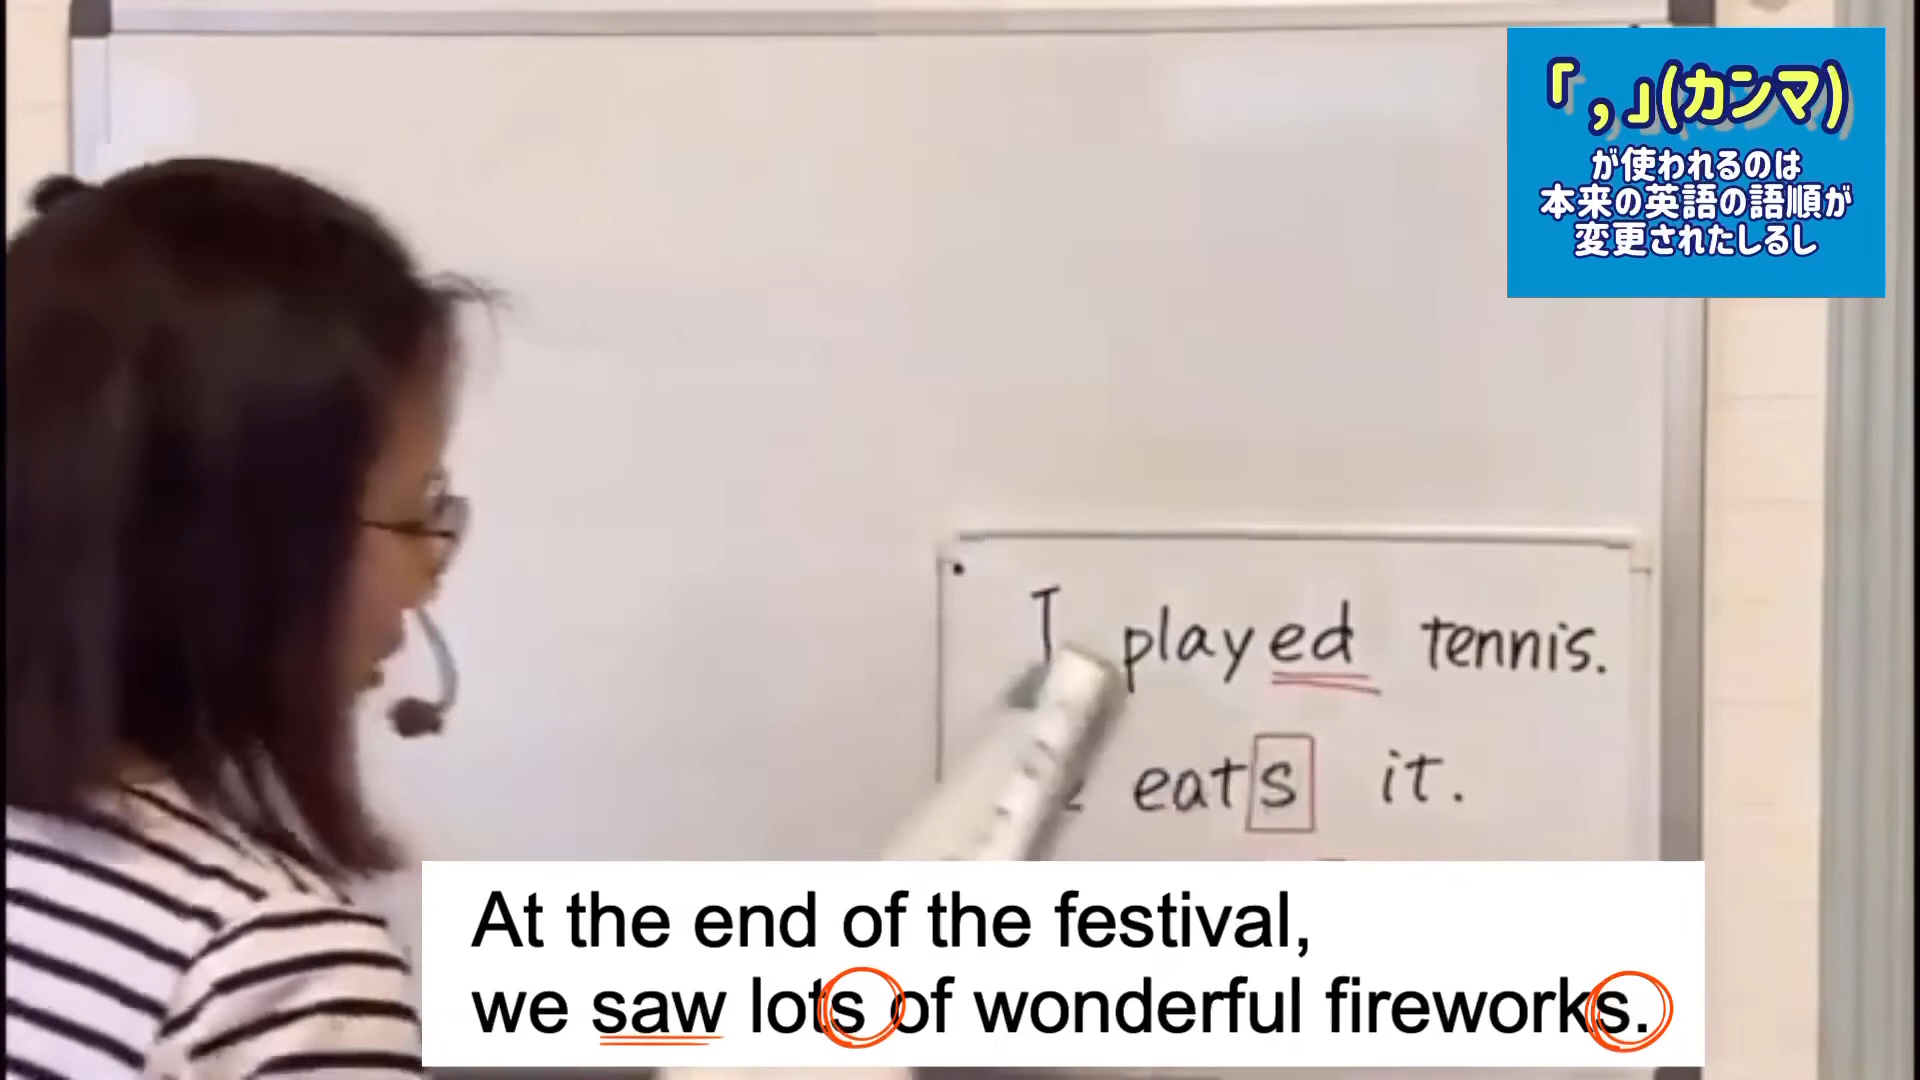 「,」(カンマ)
が使われるのは
本来の英語の語順が
変更されたしるし
I played tennis.
eats it.
At the end of the festival,
we saw lots of wonderful fireworks.